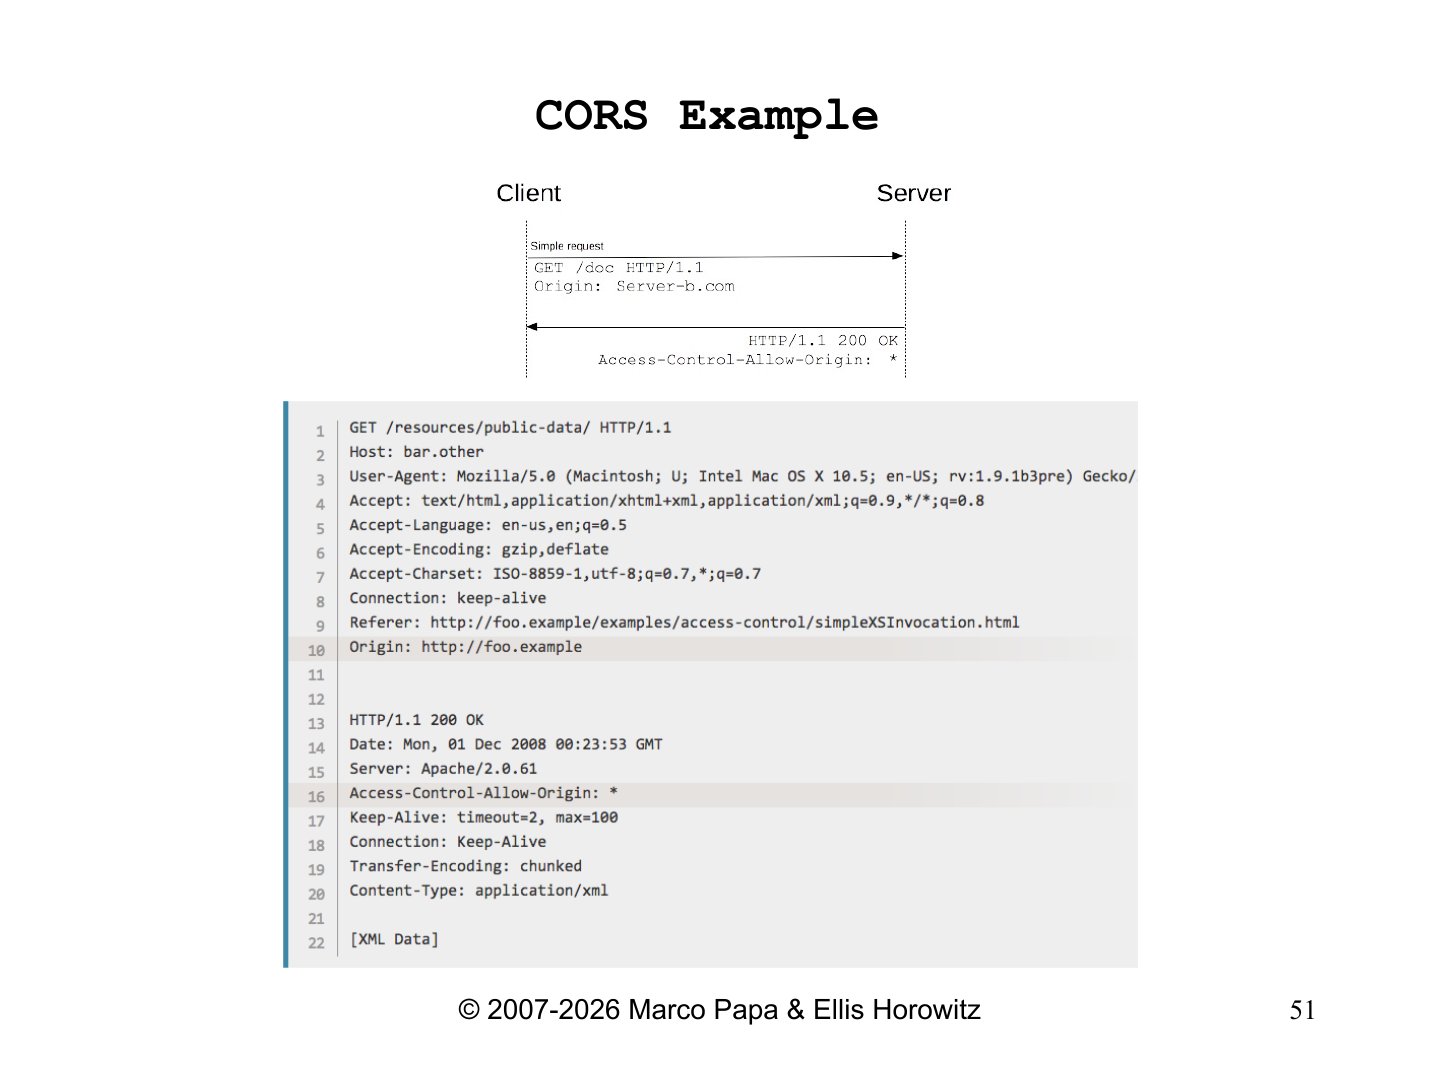 CORS Example
Client Server
Simple request
GET /doc HTTP/1.1
Origin: Server-b.com
HTTP/1.1 200 OK
Access-Control-Allow-Origin: *
1 GET /resources/public-data/ HTTP/1.1
2 Host: bar.other
3 User-Agent: Mozilla/5.0 (Macintosh; U; Intel Mac OS X 10.5; en-US; rv:1.9.1b3pre) Gecko/
4 Accept: text/html,application/xhtml+xml,application/xml;q=0.9,*/*;q=0.8
5 Accept-Language: en-us,en;q=0.5
6 Accept-Encoding: gzip,deflate
7 Accept-Charset: ISO-8859-1,utf-8;q=0.7,*;q=0.7
8 Connection: keep-alive
9 Referer: http://foo.example/examples/access-control/simpleXSInvocation.html
10 Origin: http://foo.example
11
12
13 HTTP/1.1 200 OK
14 Date: Mon, 01 Dec 2008 00:23:53 GMT
15 Server: Apache/2.0.61
16 Access-Control-Allow-Origin: *
17 Keep-Alive: timeout=2, max=100
18 Connection: Keep-Alive
19 Transfer-Encoding: chunked
20 Content-Type: application/xml
21
22 [XML Data]
© 2007-2026 Marco Papa & Ellis Horowitz 51